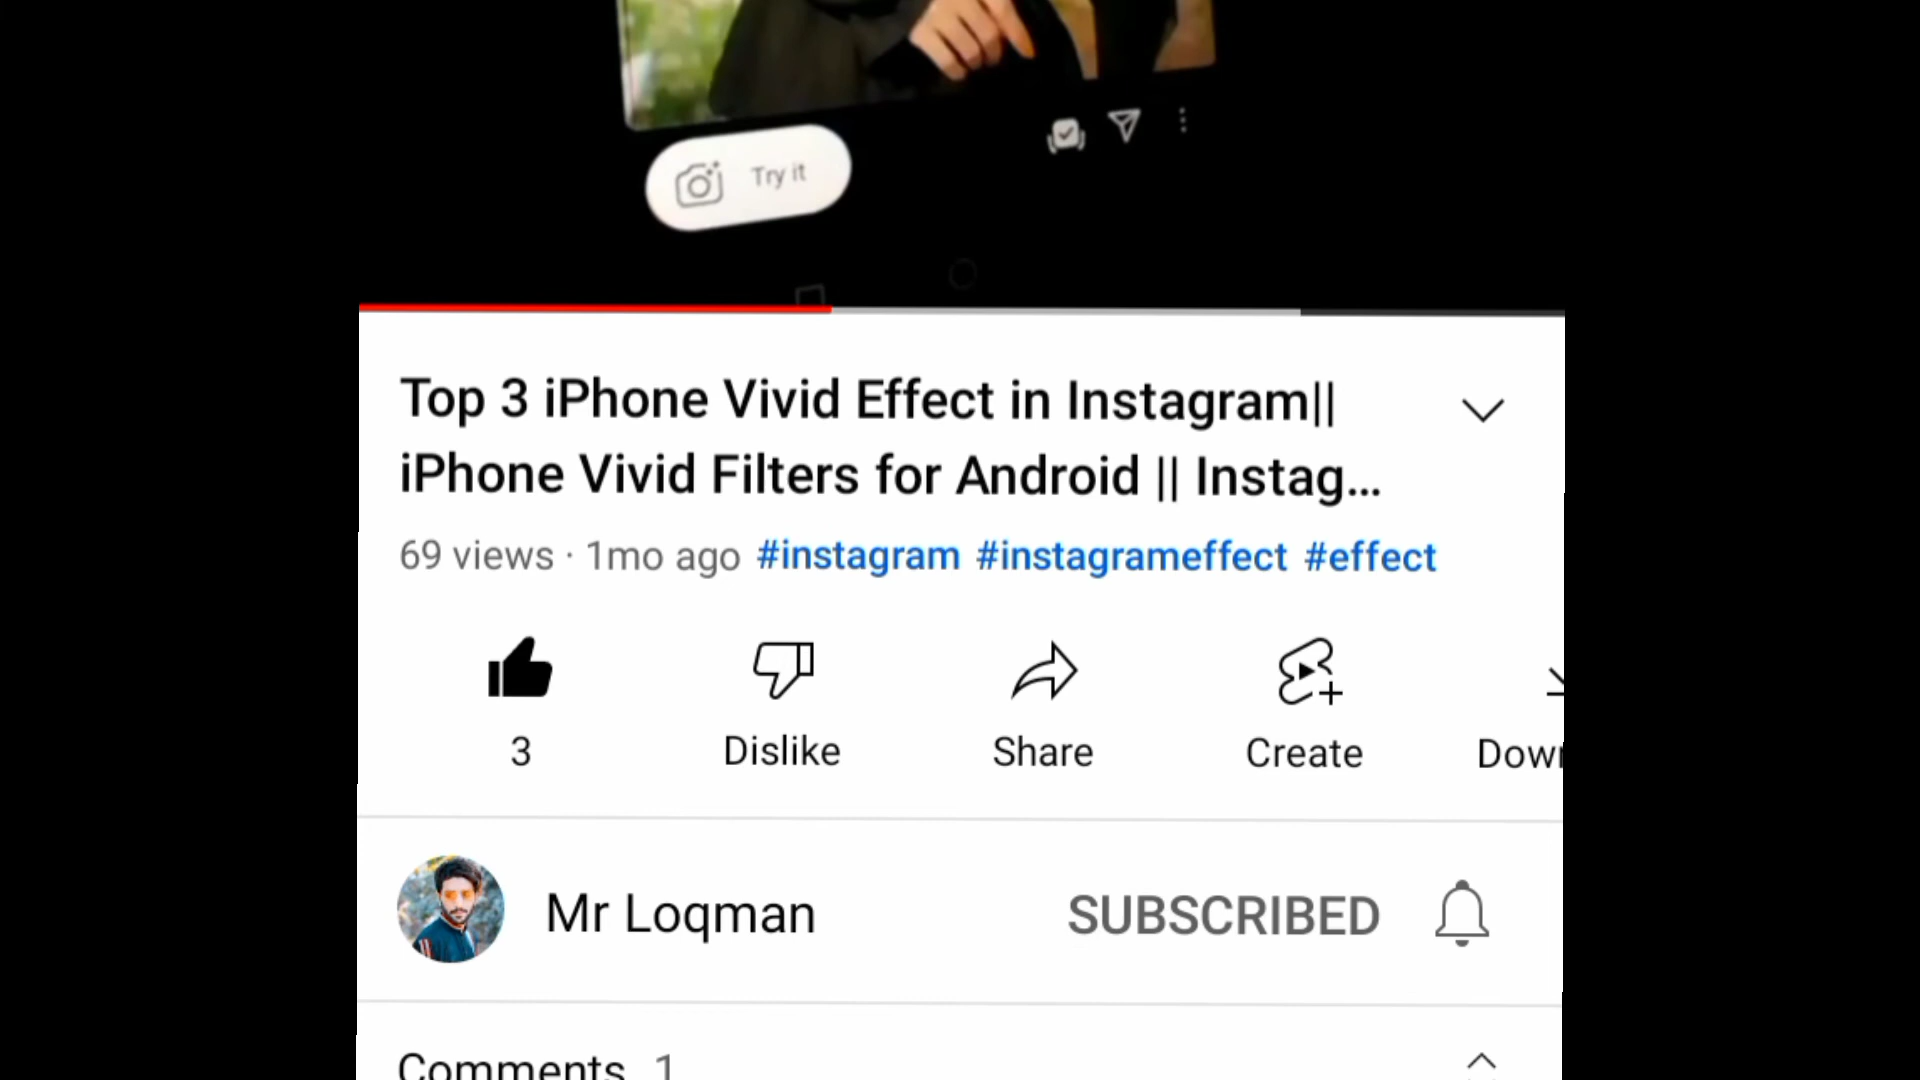 Try it
Top 3 iPhone Vivid Effect in Instagram||
iPhone Vivid Filters for Android || Instag...
69 views · 1mo ago #instagram #instagrameffect #effect
3 Dislike Share Create Down
Mr Loqman SUBSCRIBED
Comments 1